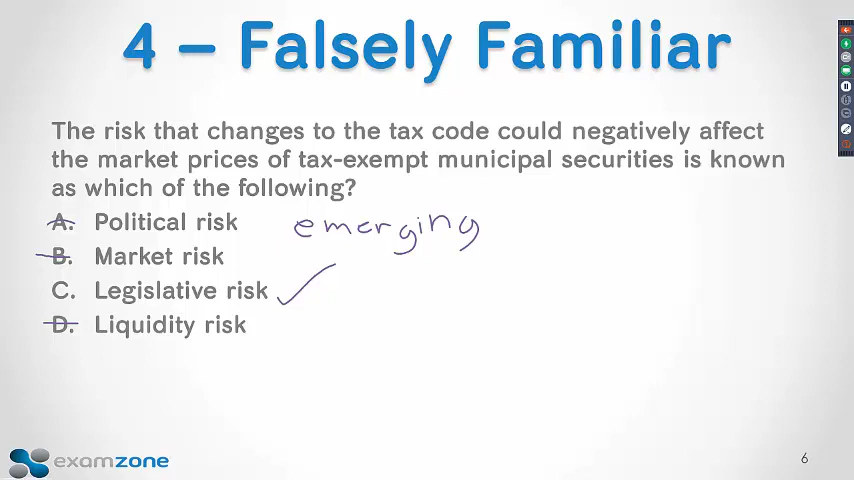 4 – Falsely Familiar
The risk that changes to the tax code could negatively affect
the market prices of tax-exempt municipal securities is known
as which of the following?
A. Political risk emerging
B. Market risk
C. Legislative risk
D. Liquidity risk
examzone
6